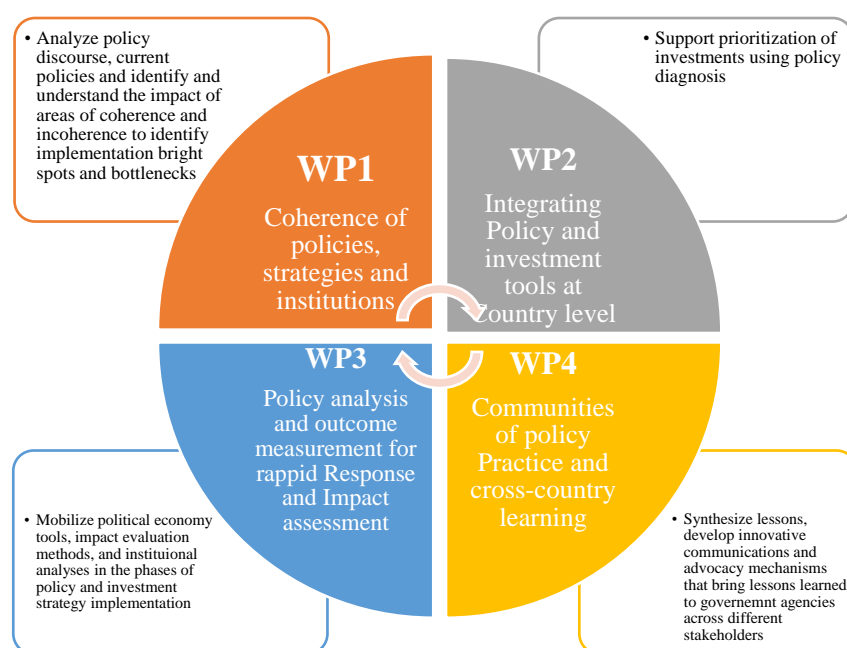 • Analyze policy
discourse, current
policies and identify and
understand the impact of
areas of coherence and
incoherence to identify
implementation bright
spots and bottlenecks
• Support prioritization of
investments using policy
diagnosis
WP1
Coherence of
policies,
strategies and
institutions
WP2
Integrating
Policy and
investment
tools at
Country level
WP3
Policy analysis
and outcome
measurement for
rappid Response
and Impact
assessment
WP4
Communities
of policy
Practice and
cross-country
learning
• Mobilize political economy
tools, impact evaluation
methods, and instituional
analyses in the phases of
policy and investment
strategy implementation
• Synthesize lessons,
develop innovative
communications and
advocacy mechanisms
that bring lessons learned
to governemnt agencies
across different
stakeholders